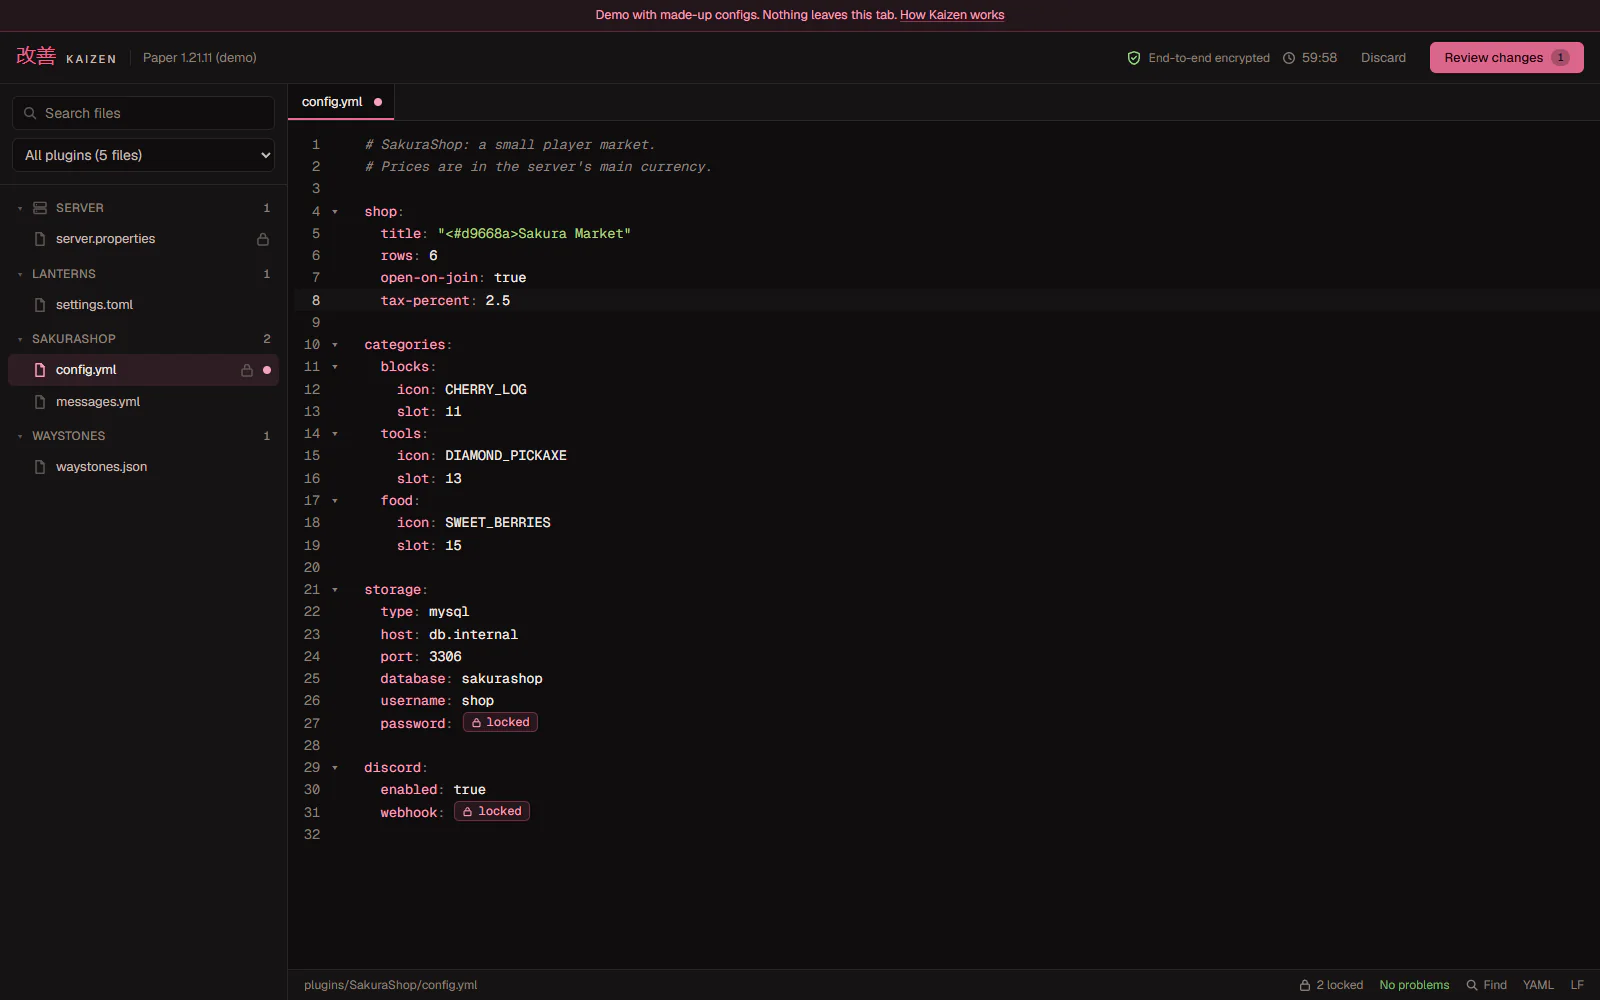 Demo with made-up configs. Nothing leaves this tab. How Kaizen works
改善 KAIZEN Paper 1.21.11 (demo) End-to-end encrypted 59:58 Discard Review changes 1
Search files
All plugins (5 files)
SERVER 1
server.properties
LANTERNS 1
settings.toml
SAKURASHOP 2
config.yml
messages.yml
WAYSTONES 1
waystones.json
config.yml
1 # SakuraShop: a small player market.
2 # Prices are in the server's main currency.
3
4 shop:
5 title: "<#d9668a>Sakura Market"
6 rows: 6
7 open-on-join: true
8 tax-percent: 2.5
9
10 categories:
11 blocks:
12 icon: CHERRY_LOG
13 slot: 11
14 tools:
15 icon: DIAMOND_PICKAXE
16 slot: 13
17 food:
18 icon: SWEET_BERRIES
19 slot: 15
20
21 storage:
22 type: mysql
23 host: db.internal
24 port: 3306
25 database: sakurashop
26 username: shop
27 password: locked
28
29 discord:
30 enabled: true
31 webhook: locked
32
plugins/SakuraShop/config.yml 2 locked No problems Find YAML LF